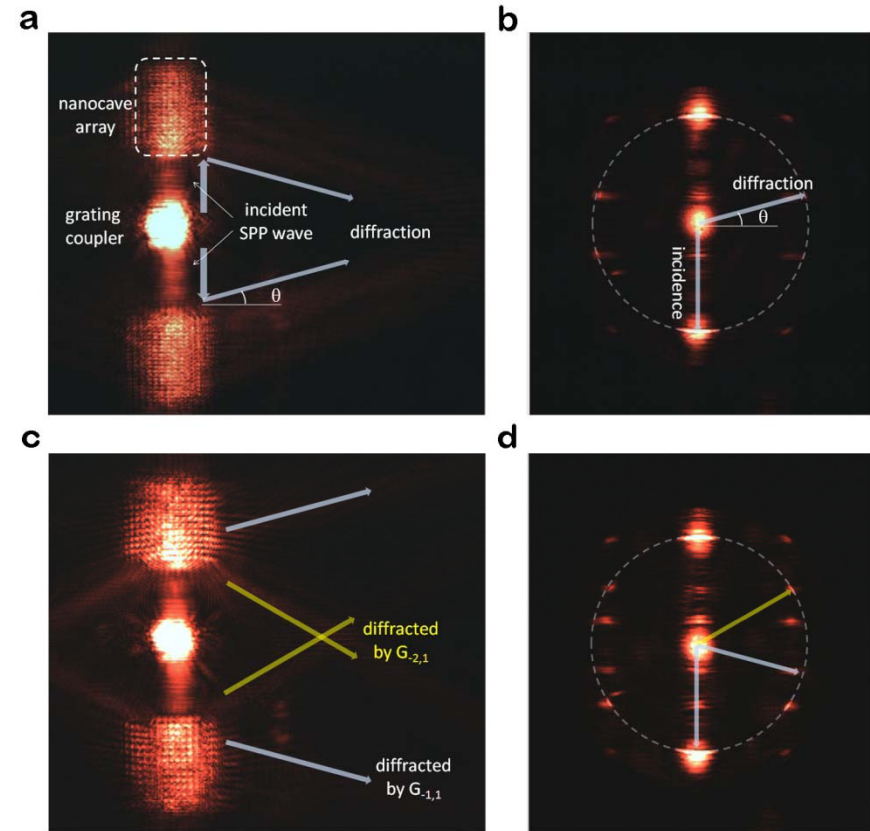 a
nanocave
array
grating
coupler
incident
SPP wave
diffraction
θ
b
diffraction
θ
incidence
c
diffracted
by G-2,1
diffracted
by G-1,1
d